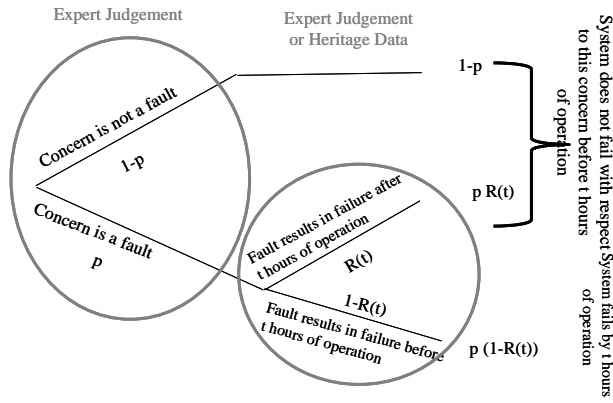 Expert Judgement
Expert Judgement
or Heritage Data
Concern is not a fault
1-p
Concern is a fault
p
Fault results in failure after
t hours of operation
R(t)
1-R(t)
Fault results in failure before
t hours of operation
1-p
p R(t)
p (1-R(t))
System does not fail with respect
to this concern before t hours
of operation
System fails by t hours
of operation